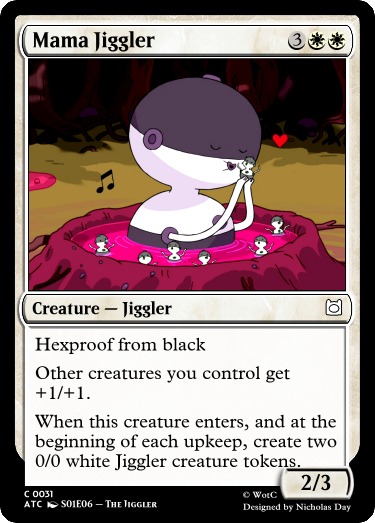 Mama Jiggler 3
Creature — Jiggler
Hexproof from black
Other creatures you control get
+1/+1.
When this creature enters, and at the
beginning of each upkeep, create two
0/0 white Jiggler creature tokens.
2/3
C 0031
ATC S01E06 – The Jiggler
© WotC
Designed by Nicholas Day